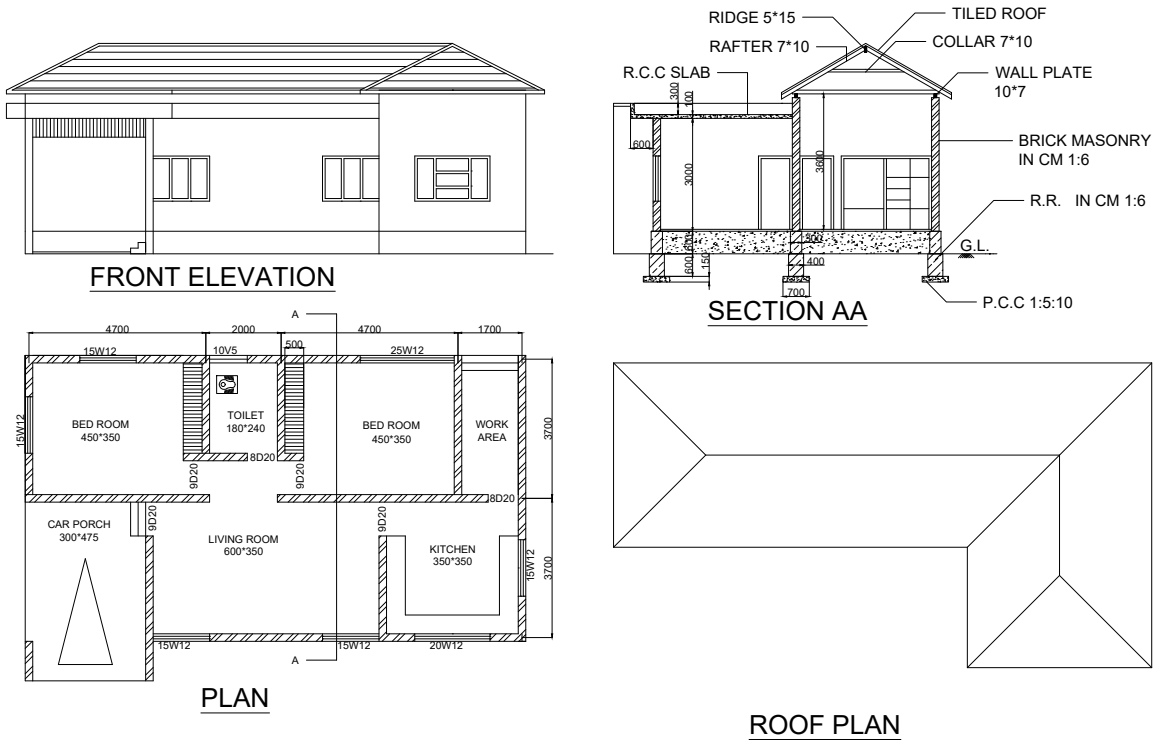 RIDGE 5*15
TILED ROOF
RAFTER 7*10
COLLAR 7*10
R.C.C SLAB
WALL PLATE
10*7
300
100
600
3000
3600
BRICK MASONRY
IN CM 1:6
R.R. IN CM 1:6
G.L.
600
150
400
700
P.C.C 1:5:10
FRONT ELEVATION
SECTION AA
A
4700
2000
4700
1700
15W12
10V5
500
25W12
15W12
BED ROOM
450*350
TOILET
180*240
BED ROOM
450*350
WORK
AREA
3700
8D20
9D20
8D20
CAR PORCH
300*475
9D20
LIVING ROOM
600*350
9D20
KITCHEN
350*350
15W12
3700
15W12
15W12
20W12
A
PLAN
ROOF PLAN